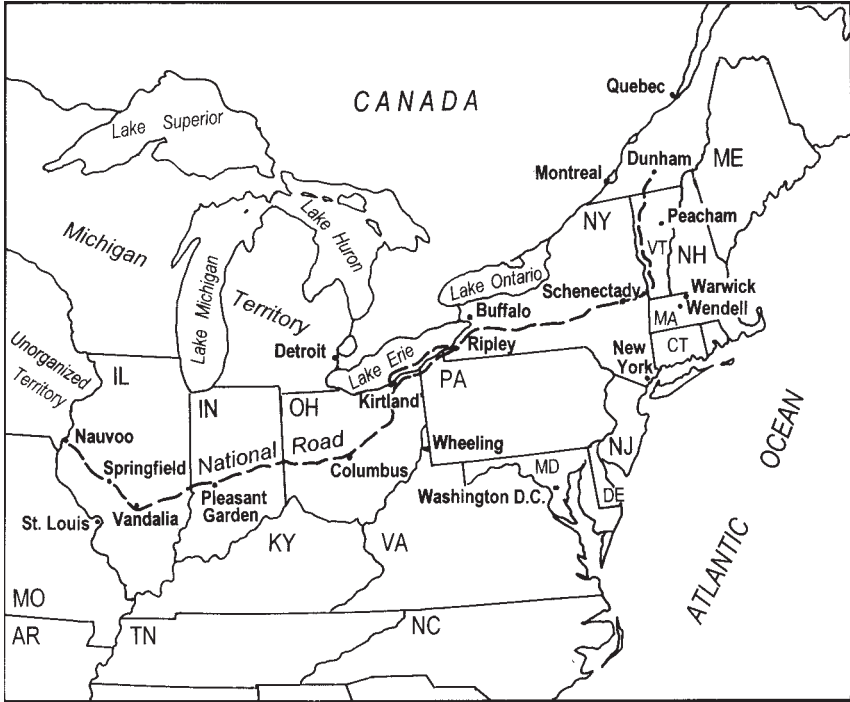 Quebec
CANADA
Lake Superior
Dunham
ME
Montreal
Lake Huron
NY
Peacham
Michigan
VT
NH
Lake Ontario
Lake Michigan
Territory
Schenectady
Warwick
Buffalo
MA
Wendell
Unorganized
Territory
Detroit
Lake Erie
Ripley
CT
IL
New
York
IN
OH
Kirtland
PA
OCEAN
Nauvoo
National Road
Wheeling
NJ
Springfield
Columbus
MD
Pleasant
Garden
Washington D.C.
DE
St. Louis
Vandalia
KY
VA
ATLANTIC
MO
AR
TN
NC